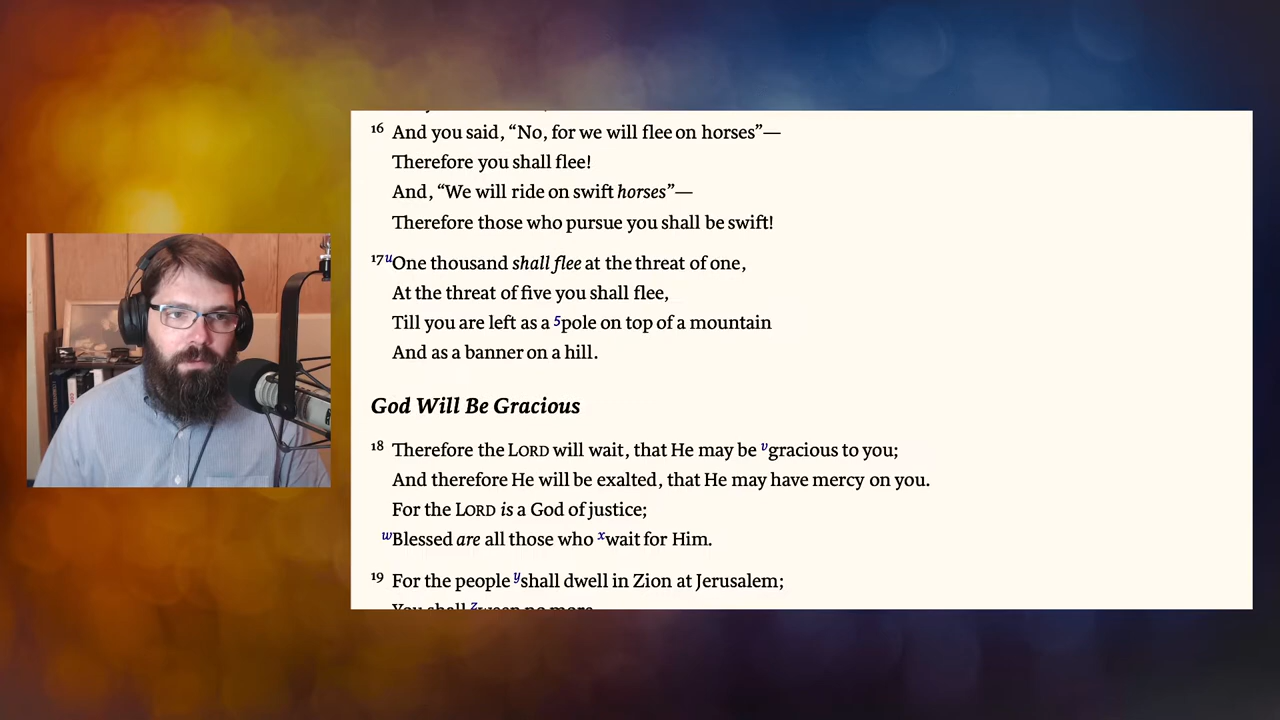 16 And you said, “No, for we will flee on horses”—
Therefore you shall flee!
And, “We will ride on swift horses”—
Therefore those who pursue you shall be swift!
17 u One thousand shall flee at the threat of one,
At the threat of five you shall flee,
Till you are left as a 5 pole on top of a mountain
And as a banner on a hill.
God Will Be Gracious
18 Therefore the LORD will wait, that He may be v gracious to you;
And therefore He will be exalted, that He may have mercy on you.
For the LORD is a God of justice;
w Blessed are all those who x wait for Him.
19 For the people y shall dwell in Zion at Jerusalem;
You shall z weep no more